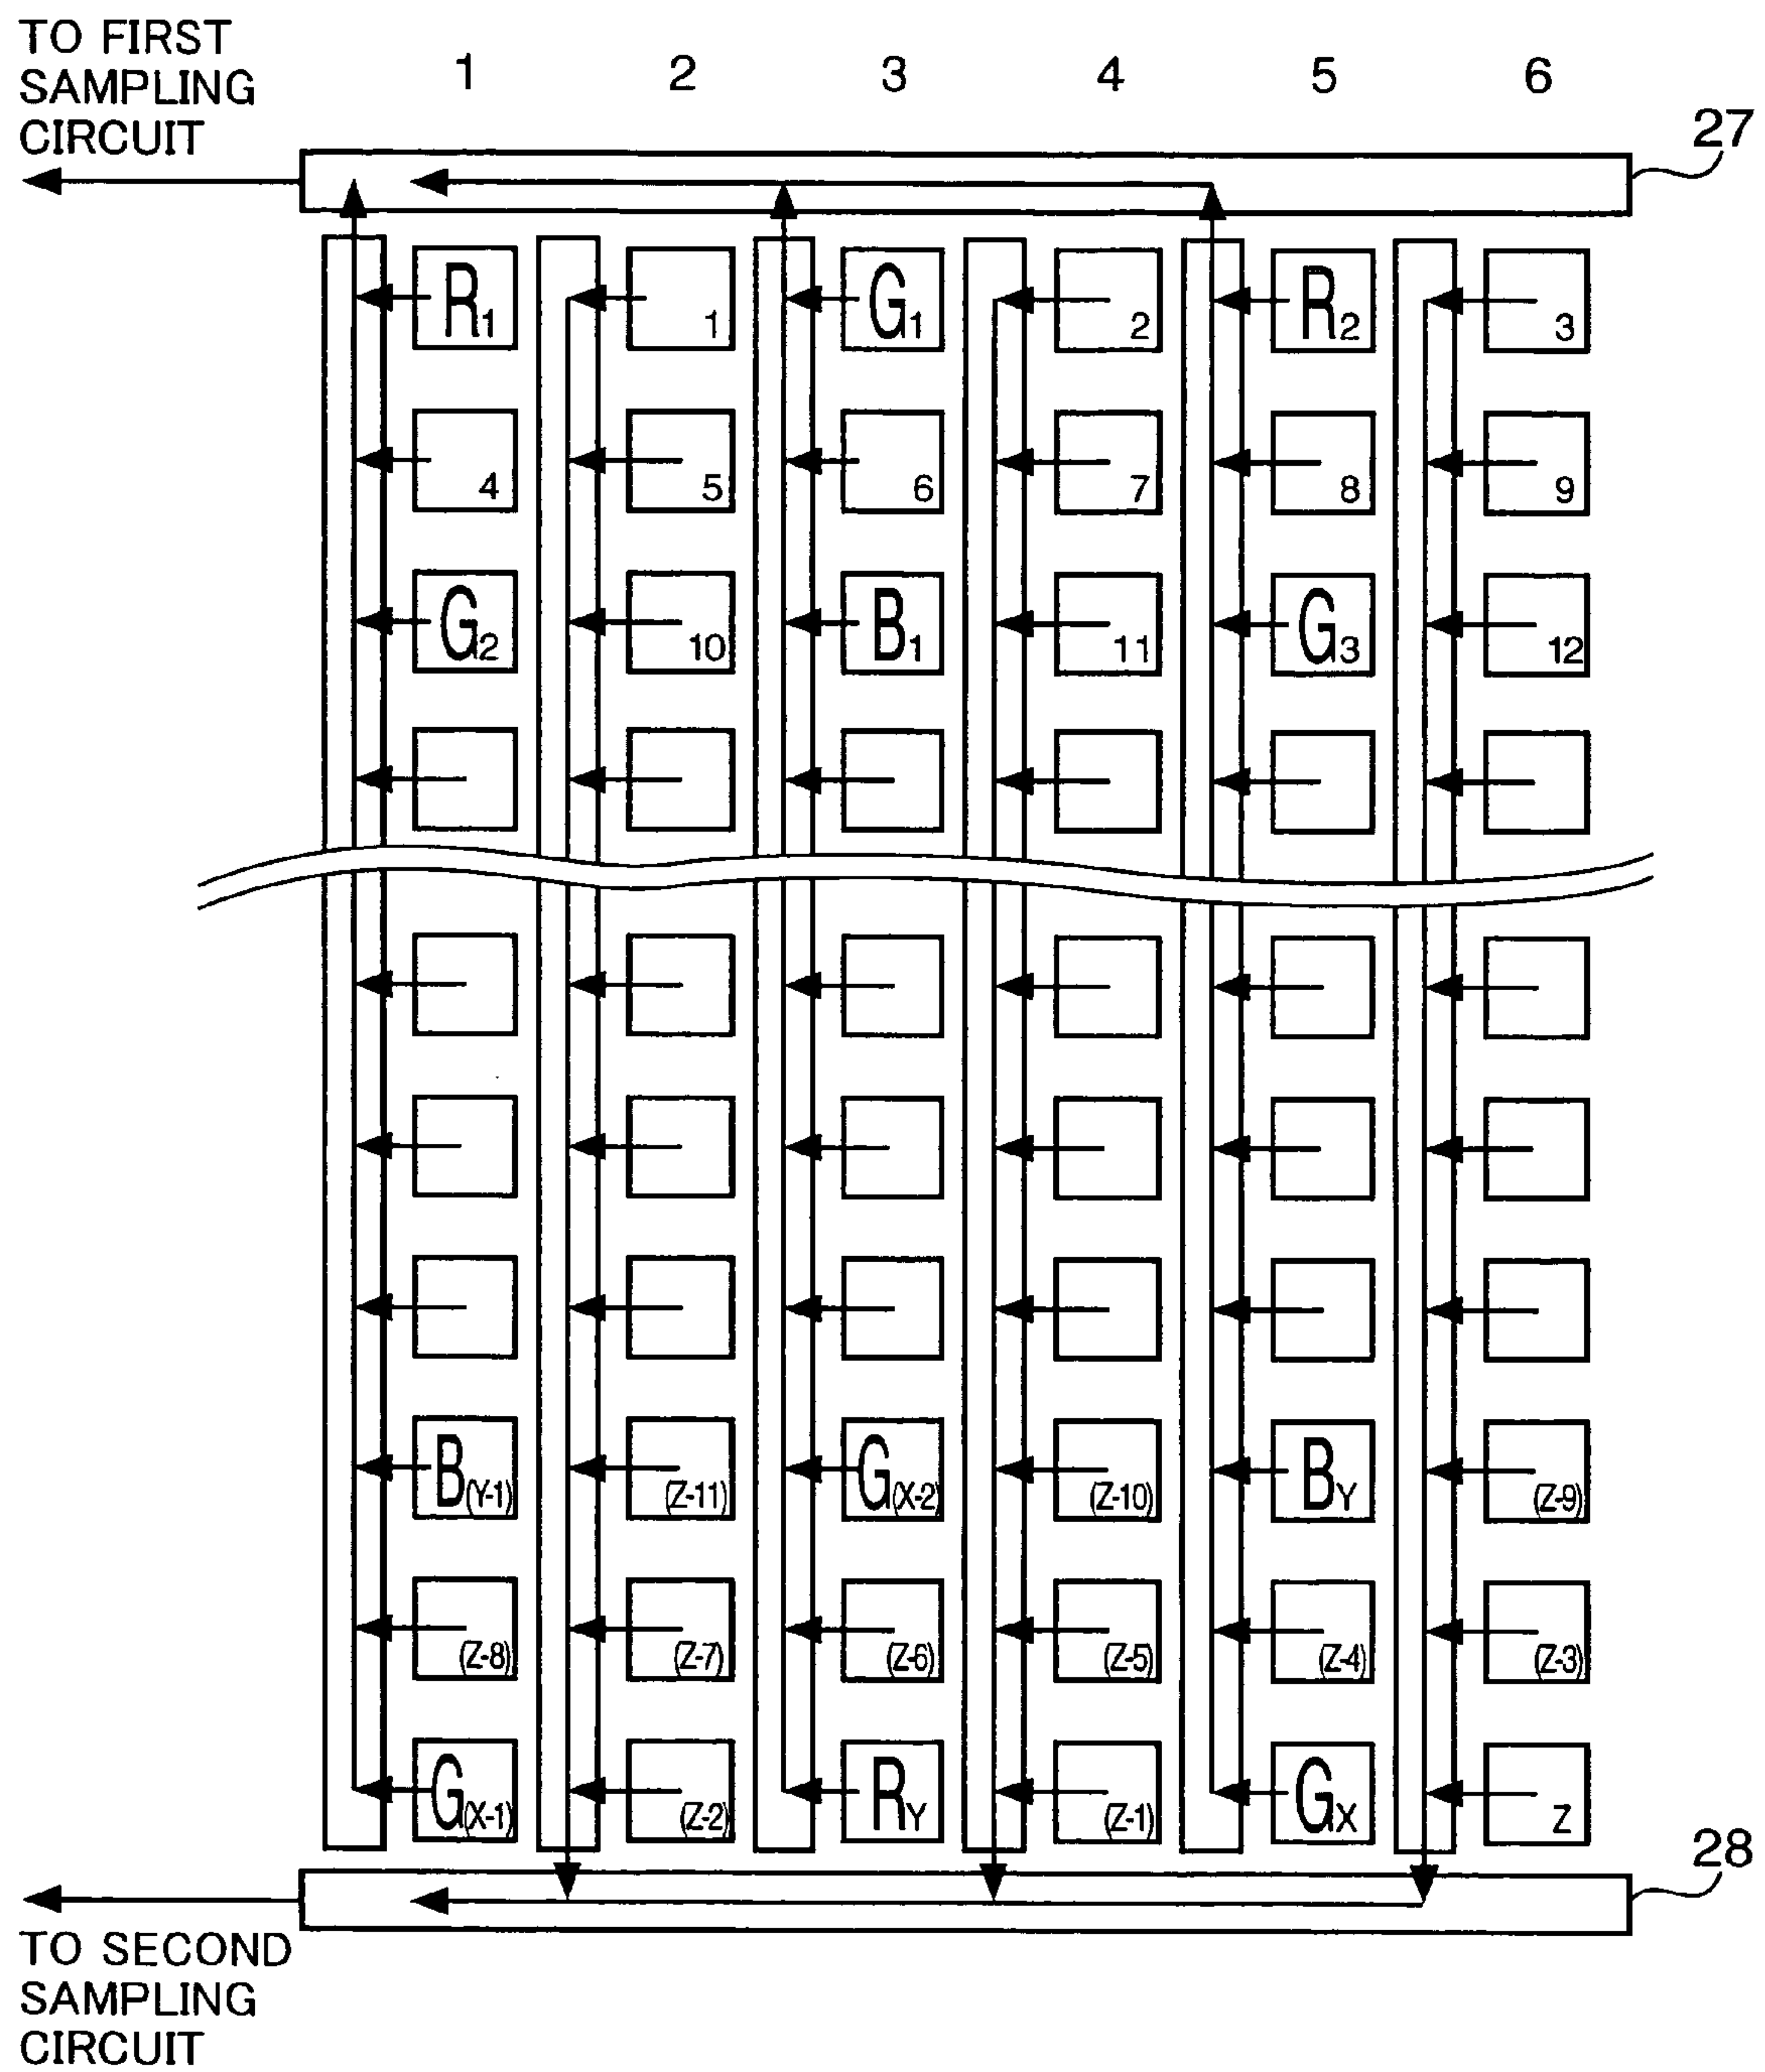 TO FIRST
SAMPLING
CIRCUIT
1 2 3 4 5 6
27
R1 1 G1 2 R2 3
4 5 6 7 8 9
G2 10 B1 11 G3 12
B(Y-1) (Z-11) G(X-2) (Z-10) BY (Z-9)
(Z-8) (Z-7) (Z-6) (Z-5) (Z-4) (Z-3)
G(X-1) (Z-2) RY (Z-1) GX Z
28
TO SECOND
SAMPLING
CIRCUIT